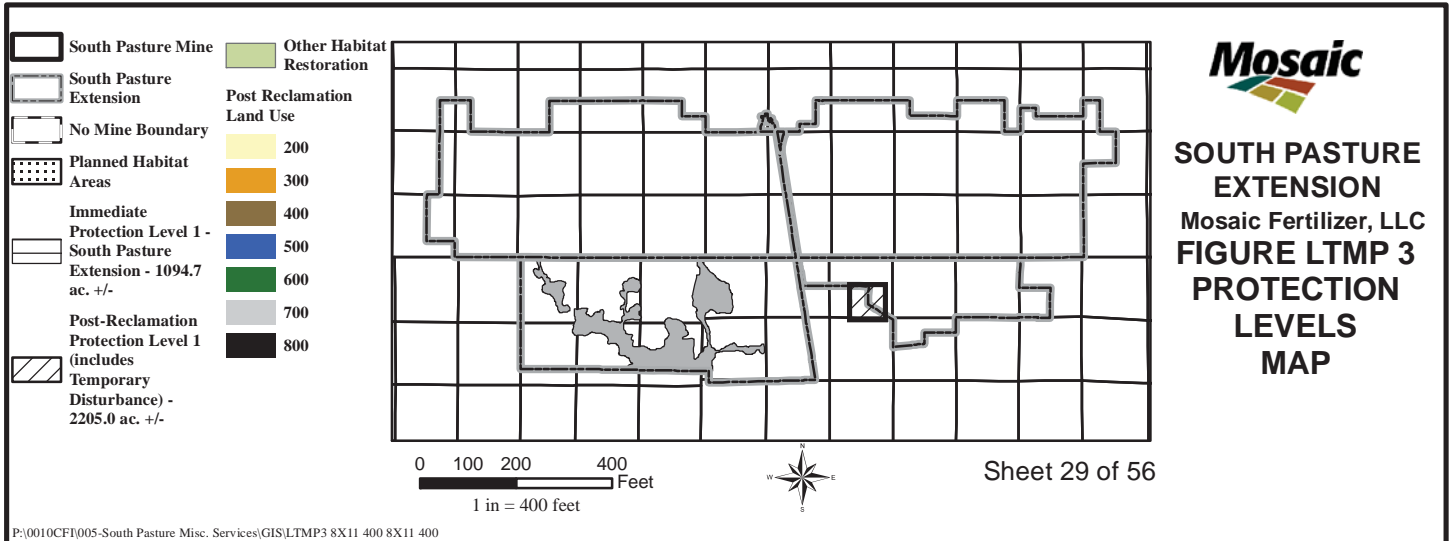 South Pasture Mine
South Pasture
Extension
No Mine Boundary
Planned Habitat
Areas
Immediate
Protection Level 1 -
South Pasture
Extension - 1094.7
ac. +/-
Post-Reclamation
Protection Level 1
(includes
Temporary
Disturbance) -
2205.0 ac. +/-
Other Habitat
Restoration
Post Reclamation
Land Use
200
300
400
500
600
700
800
0 100 200 400
Feet
1 in = 400 feet
N
W E
S
Sheet 29 of 56
Mosaic
SOUTH PASTURE
EXTENSION
Mosaic Fertilizer, LLC
FIGURE LTMP 3
PROTECTION
LEVELS
MAP
P:\0010CFI\005-South Pasture Misc. Services\GIS\LTMP3 8X11 400 8X11 400